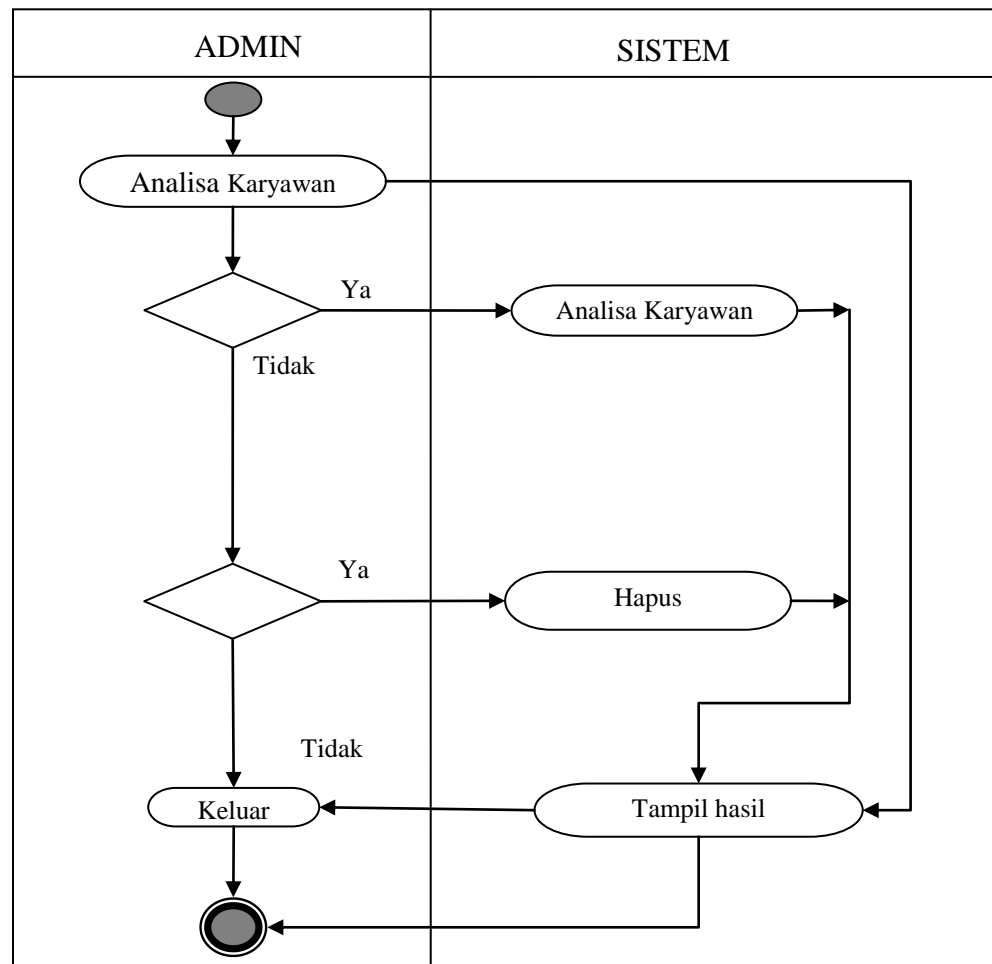 ADMIN
SISTEM
Analisa Karyawan
Ya
Analisa Karyawan
Tidak
Ya
Hapus
Tidak
Keluar
Tampil hasil